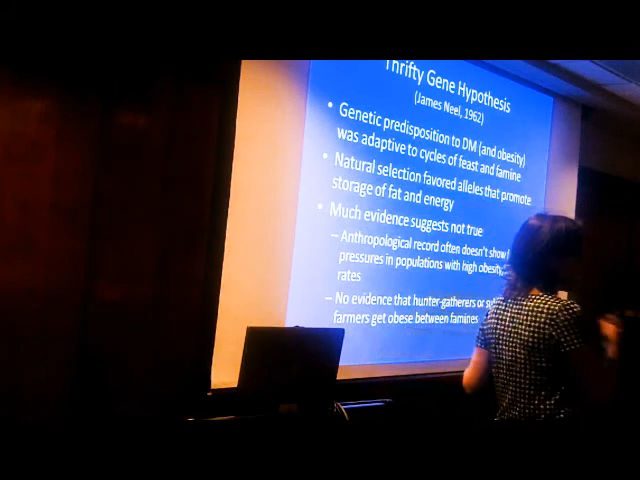 Thrifty Gene Hypothesis
(James Neel, 1962)
• Genetic predisposition to DM (and obesity)
was adaptive to cycles of feast and famine
• Natural selection favored alleles that promote
storage of fat and energy
• Much evidence suggests not true
– Anthropological record often doesn't show
pressures in populations with high obesity,
rates
– No evidence that hunter-gatherers or
farmers get obese between famines